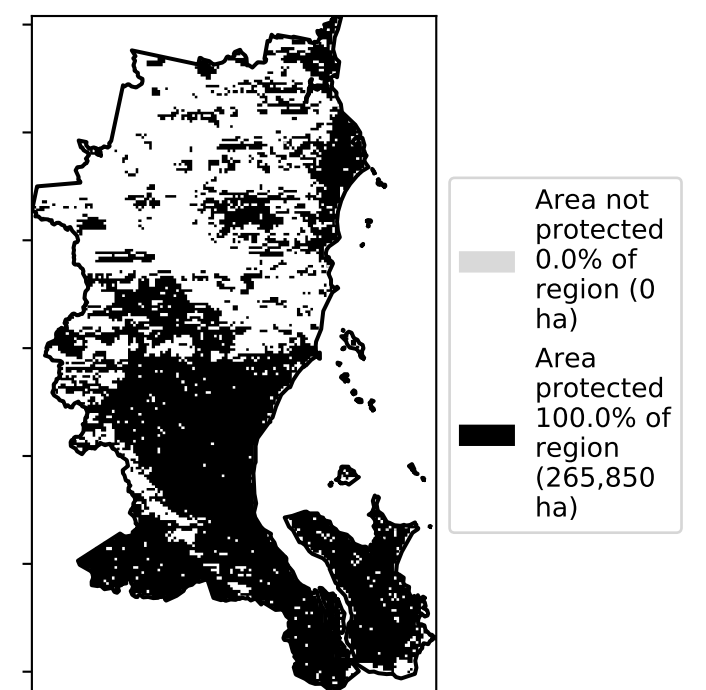 Area not
protected
0.0% of
region (0
ha)
Area
protected
100.0% of
region
(265,850
ha)